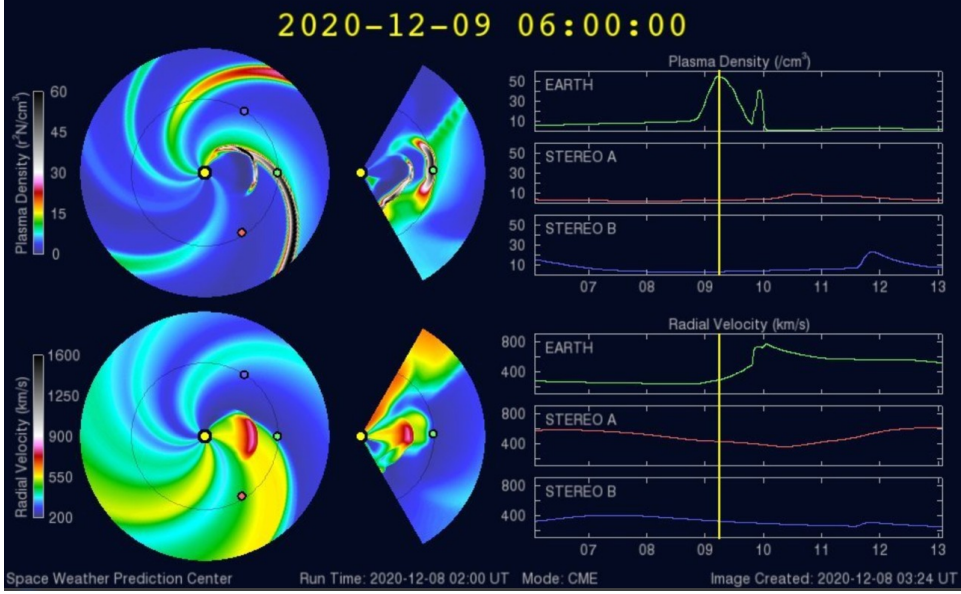 2020-12-09 06:00:00
Plasma Density (r²N/cm³)
60
45
30
15
0
Plasma Density (/cm³)
EARTH
50
30
10
STEREO A
50
30
10
STEREO B
50
30
10
07 08 09 10 11 12 13
Radial Velocity (km/s)
1600
1250
900
550
200
Radial Velocity (km/s)
EARTH
800
400
STEREO A
800
400
STEREO B
800
400
07 08 09 10 11 12 13
Space Weather Prediction Center Run Time: 2020-12-08 02:00 UT Mode: CME Image Created: 2020-12-08 03:24 UT